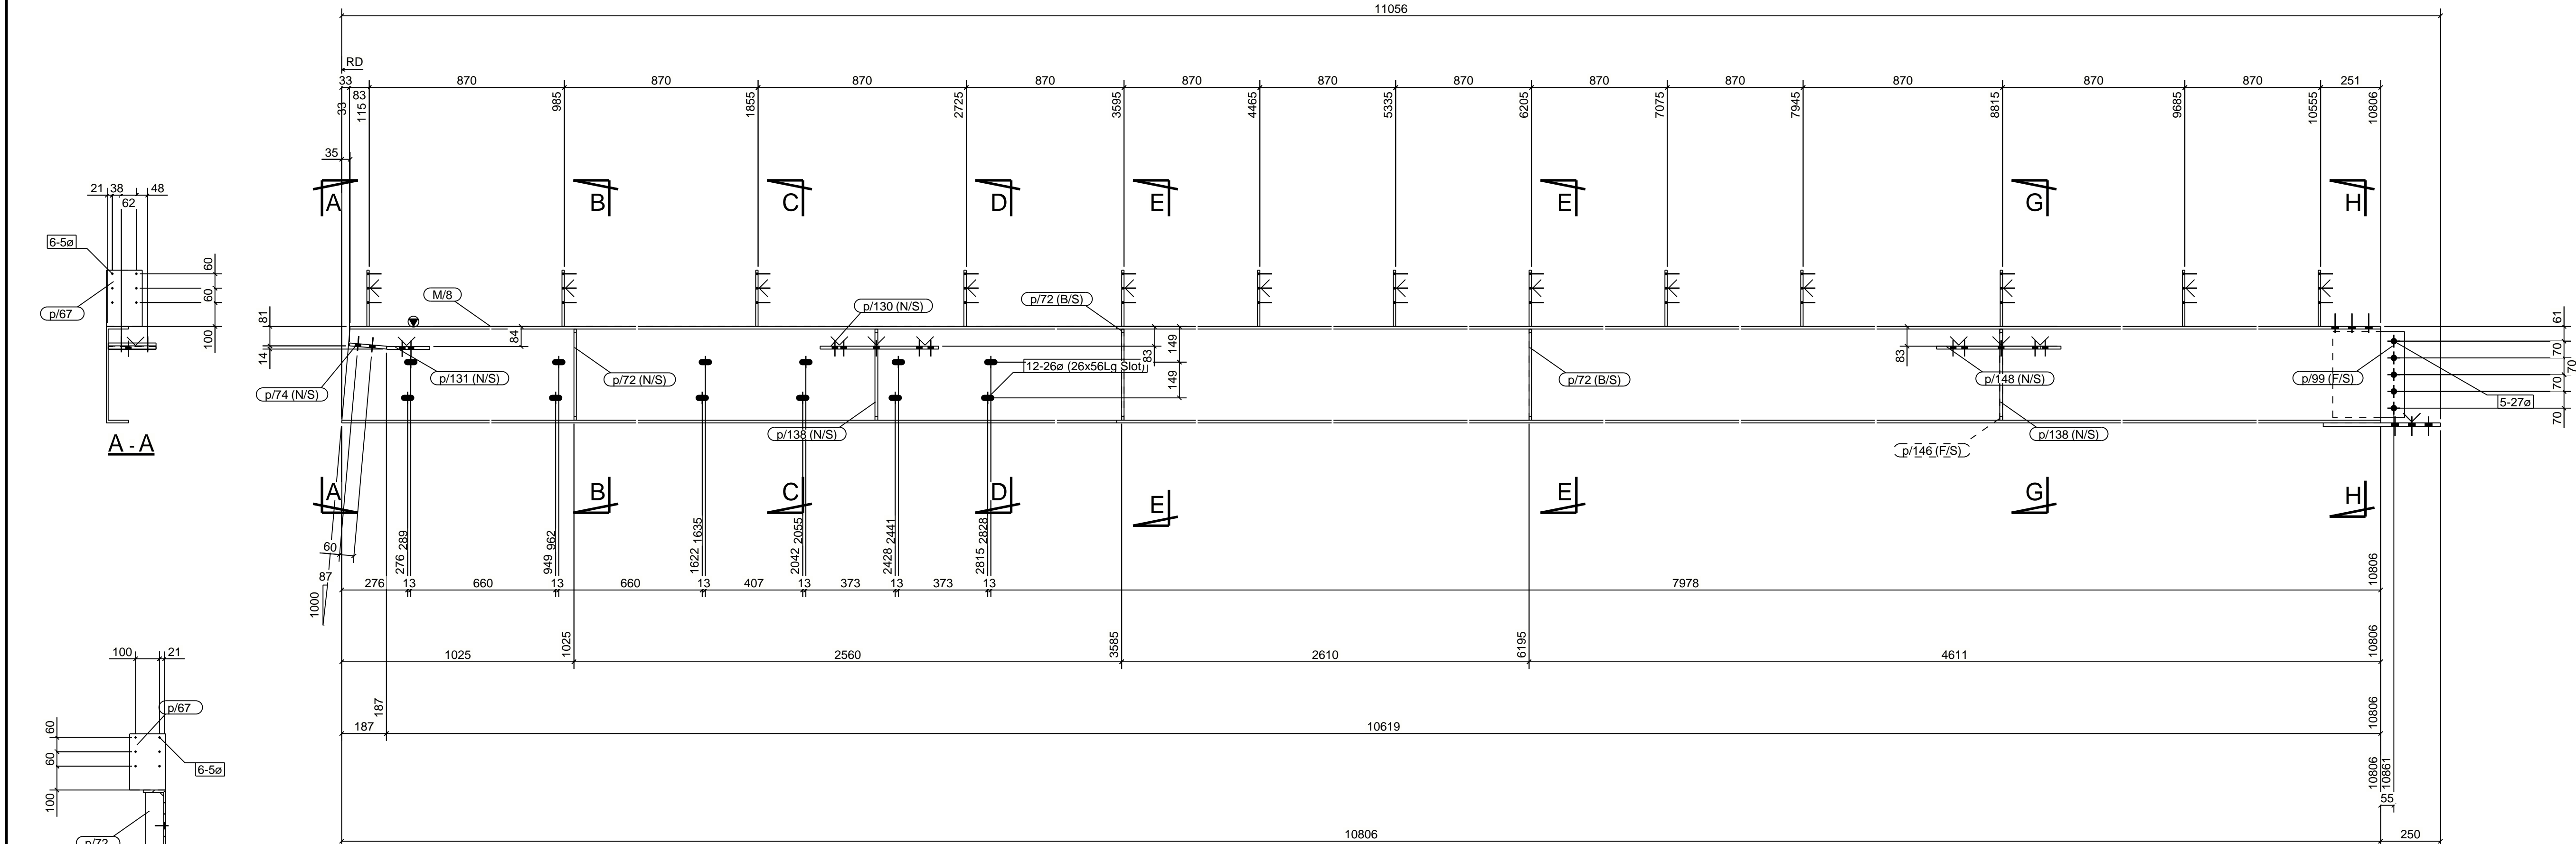 11056
RD
33 870 870 870 870 870 870 870 870 870 870 870 870 251
33
83
115
985
1855
2725
3595
4465
5335
6205
7075
7945
8815
9685
10555
10806
35
A
B
C
D
E
E
G
H
21 38 48
62
6-5ø
p/67
60
60
100
A - A
M/8
p/130 (N/S)
p/72 (B/S)
81
14
84
83
149
149
83
61
70
70
70
70
p/74 (N/S)
p/131 (N/S)
p/72 (N/S)
12-26ø (26x56Lg Slot)
p/72 (B/S)
p/148 (N/S)
p/99 (F/S)
5-27ø
p/138 (N/S)
p/146 (F/S)
p/138 (N/S)
A
B
C
D
E
E
G
H
60
87
1000
276
289
949
962
1622
1635
2042
2055
2428
2441
2815
2828
10806
276 13 660 13 660 13 407 13 373 13 373 13 7978
1025
3585
6195
10806
1025 2560 2610 4611
187
10806
187 10619
10806
10861
55
10806 250
100 21
p/67
60
60
100
6-5ø
p/72